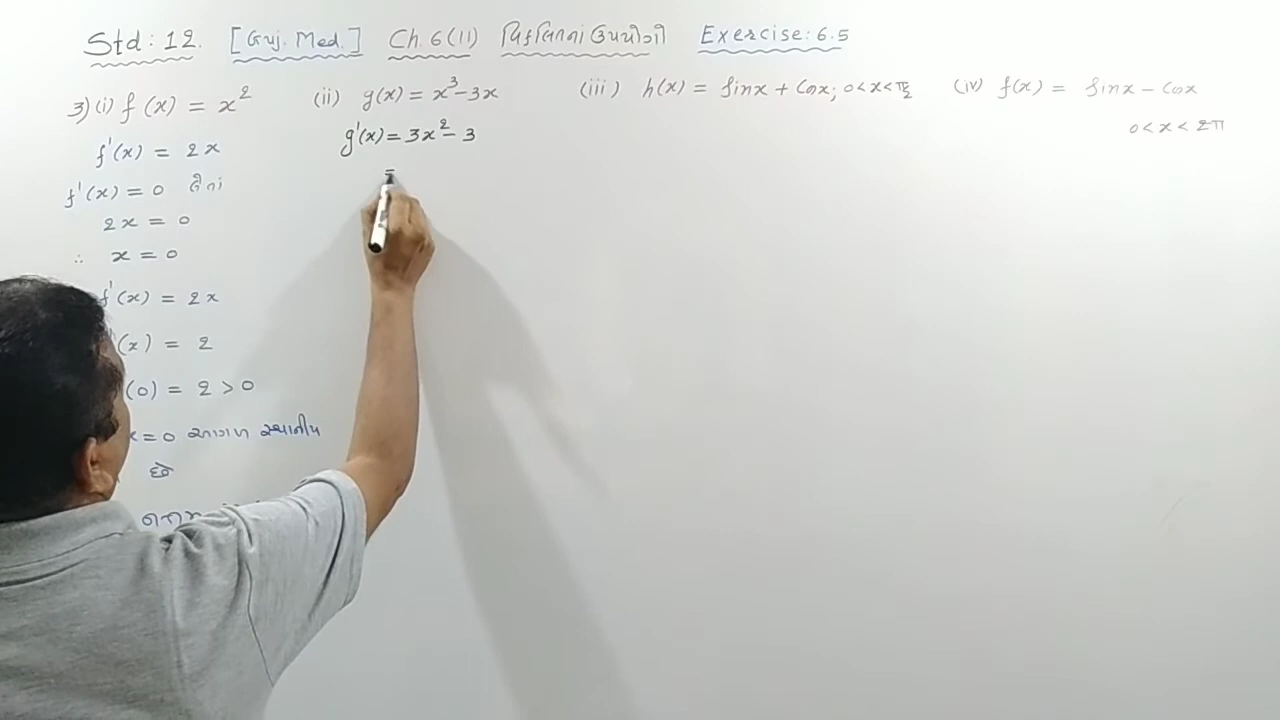 Std: 12. [Guj. Med.] Ch. 6 (11) વિકલિતનાં ઉપયોગો Exercise: 6.5
3) (i) f(x) = x²
f'(x) = 2x
f'(x) = 0 લેતાં
2x = 0
∴ x = 0
f'(x) = 2x
(x) = 2
(0) = 2 > 0
x = 0 આગળ સ્થાનીય
છે
(ii) g(x) = x³ - 3x
g'(x) = 3x² - 3
=
(iii) h(x) = sinx + cosx; 0 < x < π/2
(iv) f(x) = sinx - cosx
0 < x < 2π